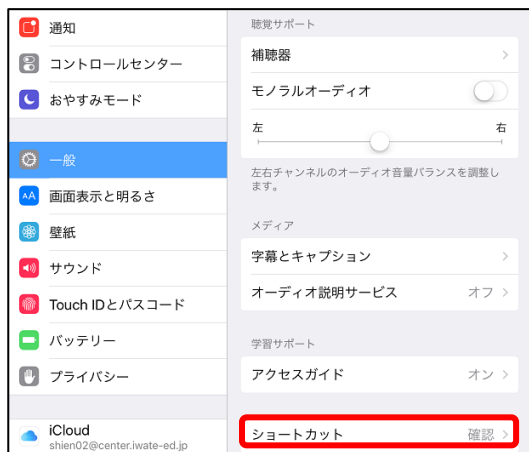 通知
コントロールセンター
おやすみモード
一般
画面表示と明るさ
壁紙
サウンド
Touch IDとパスコード
バッテリー
プライバシー
iCloud
shien02@center.iwate-ed.jp
聴覚サポート
補聴器
モノラルオーディオ
左 右
左右チャンネルのオーディオ音量バランスを調整し
ます。
メディア
字幕とキャプション
オーディオ説明サービス オフ
学習サポート
アクセスガイド オン
ショートカット 確認